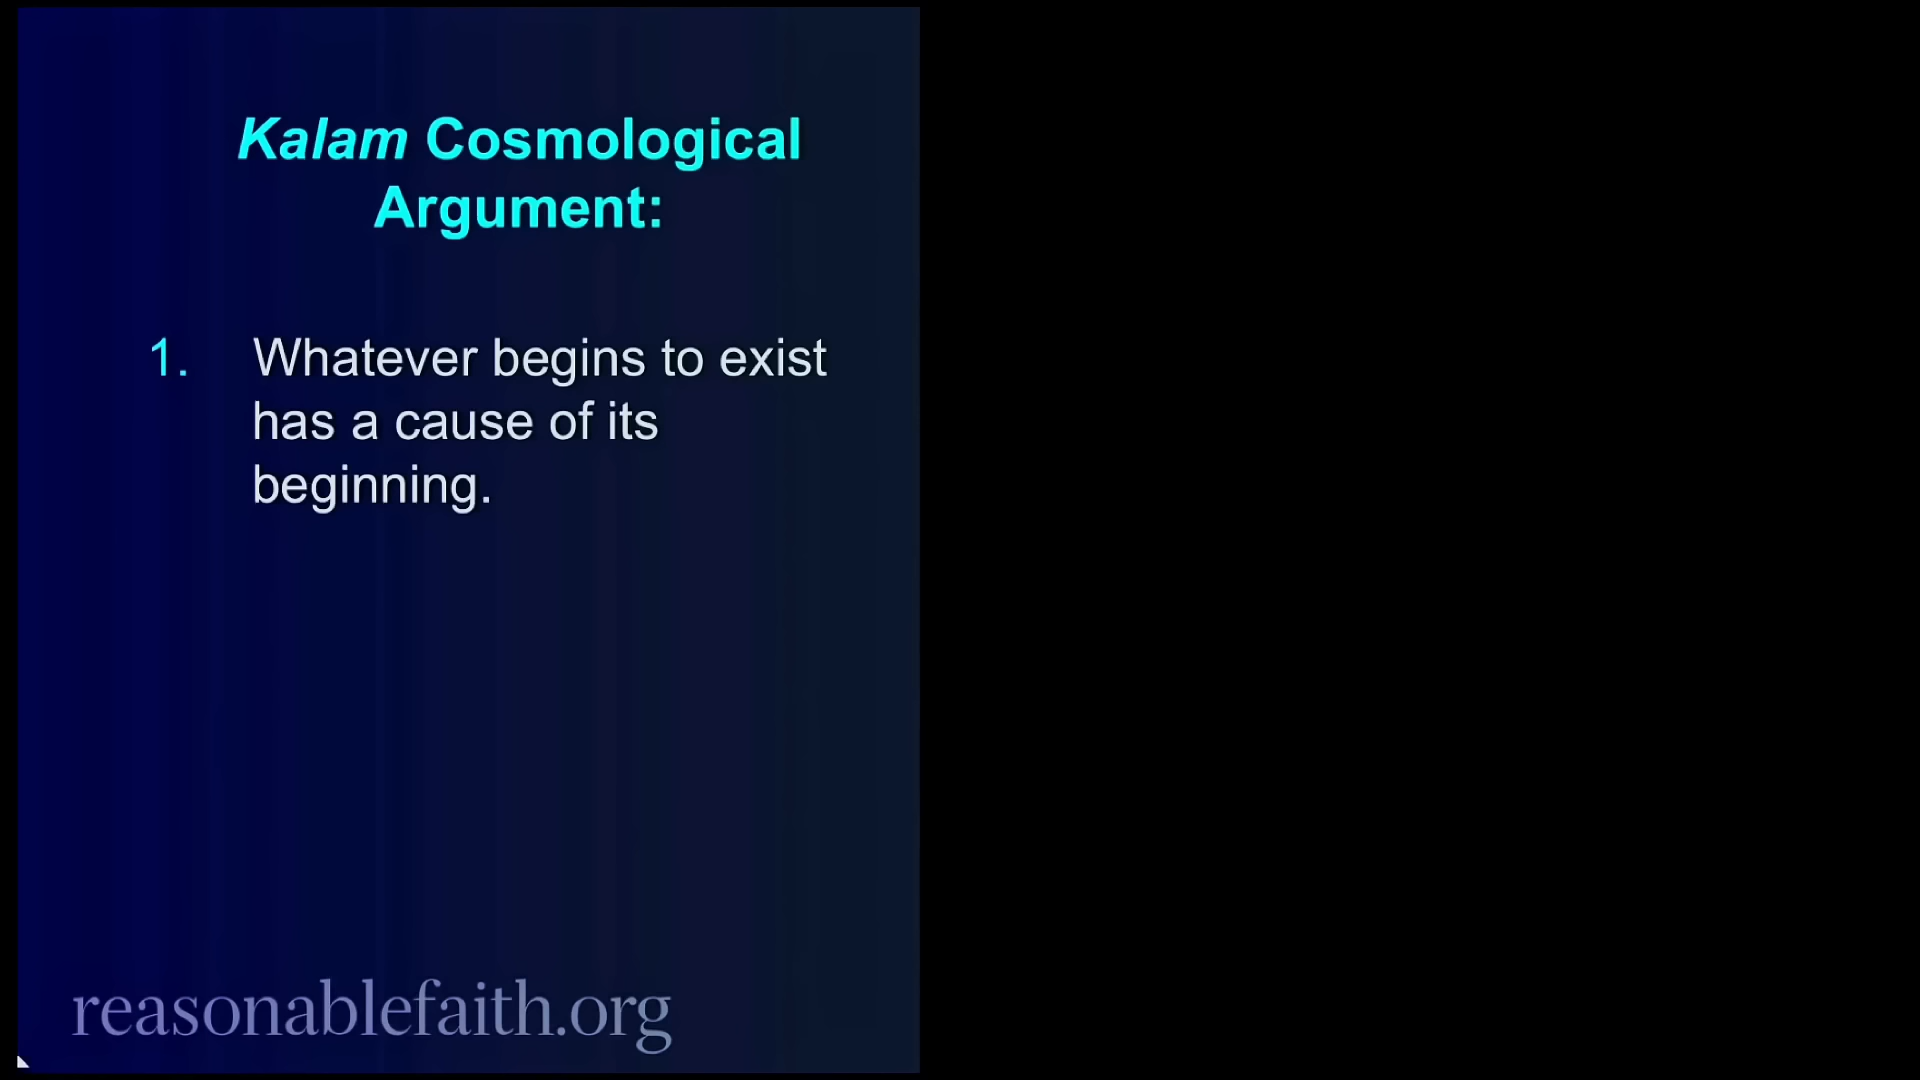 Kalam Cosmological
Argument:
1. Whatever begins to exist
has a cause of its
beginning.
reasonablefaith.org